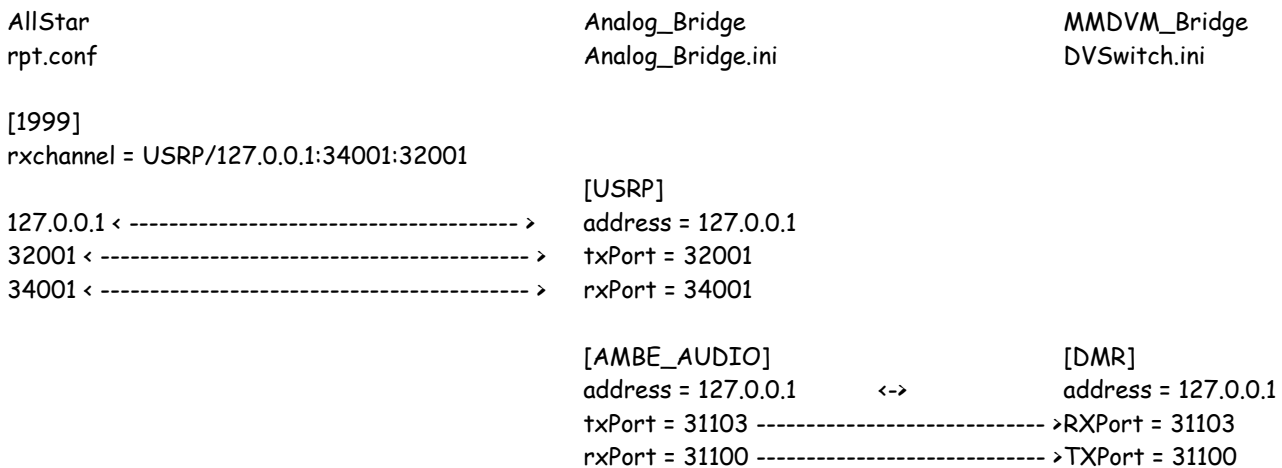 AllStar Analog_Bridge MMDVM_Bridge
rpt.conf Analog_Bridge.ini DVSwitch.ini
[1999]
rxchannel = USRP/127.0.0.1:34001:32001
[USRP]
127.0.0.1 < --------------------------------------- > address = 127.0.0.1
32001 < ------------------------------------------- > txPort = 32001
34001 < ------------------------------------------- > rxPort = 34001
[AMBE_AUDIO] [DMR]
address = 127.0.0.1 <-> address = 127.0.0.1
txPort = 31103 ----------------------------- >RXPort = 31103
rxPort = 31100 ----------------------------- >TXPort = 31100